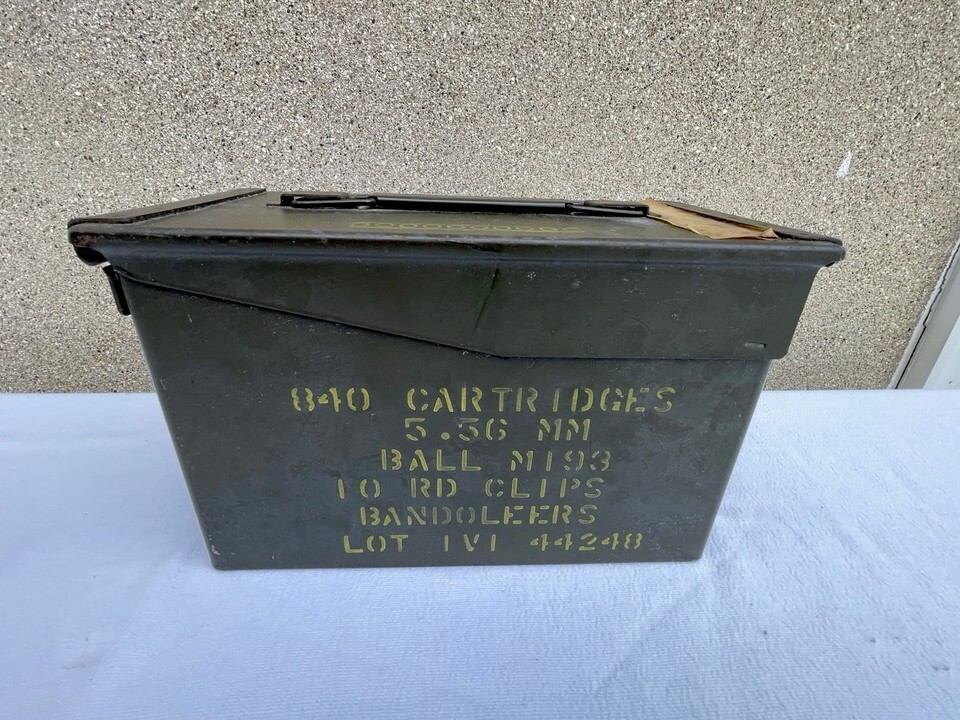 840 CARTRIDGES
5.56 MM
BALL M193
10 RD CLIPS
BANDOLEERS
LOT IVI 44248